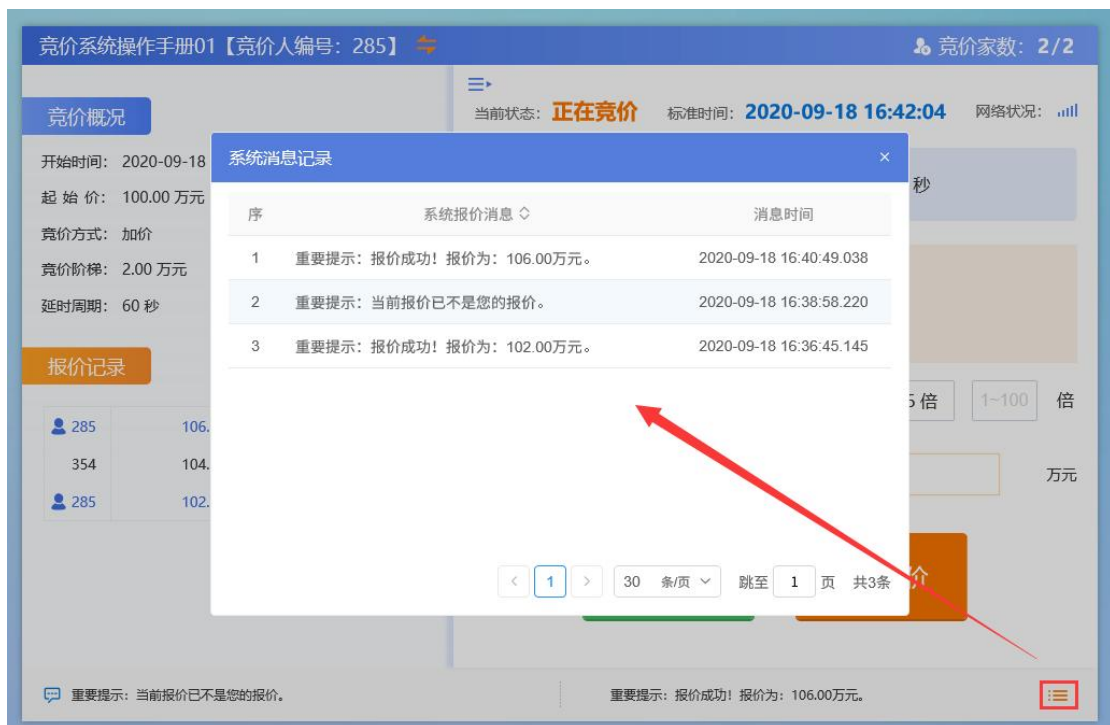 竞价系统操作手册01【竞价人编号：285】
竞价家数：2/2
竞价概况
当前状态：正在竞价 标准时间：2020-09-18 16:42:04 网络状况：
开始时间：2020-09-18
起 始 价：100.00 万元
竞价方式：加价
竞价阶梯：2.00 万元
延时周期：60 秒
报价记录
285 106.
354 104.
285 102.
系统消息记录 ×
序 系统报价消息 消息时间
1 重要提示：报价成功！报价为：106.00万元。 2020-09-18 16:40:49.038
2 重要提示：当前报价已不是您的报价。 2020-09-18 16:38:58.220
3 重要提示：报价成功！报价为：102.00万元。 2020-09-18 16:36:45.145
< 1 > 30 条/页 跳至 1 页 共3条
秒
5 倍 1~100 倍
万元
价
重要提示：当前报价已不是您的报价。
重要提示：报价成功！报价为：106.00万元。